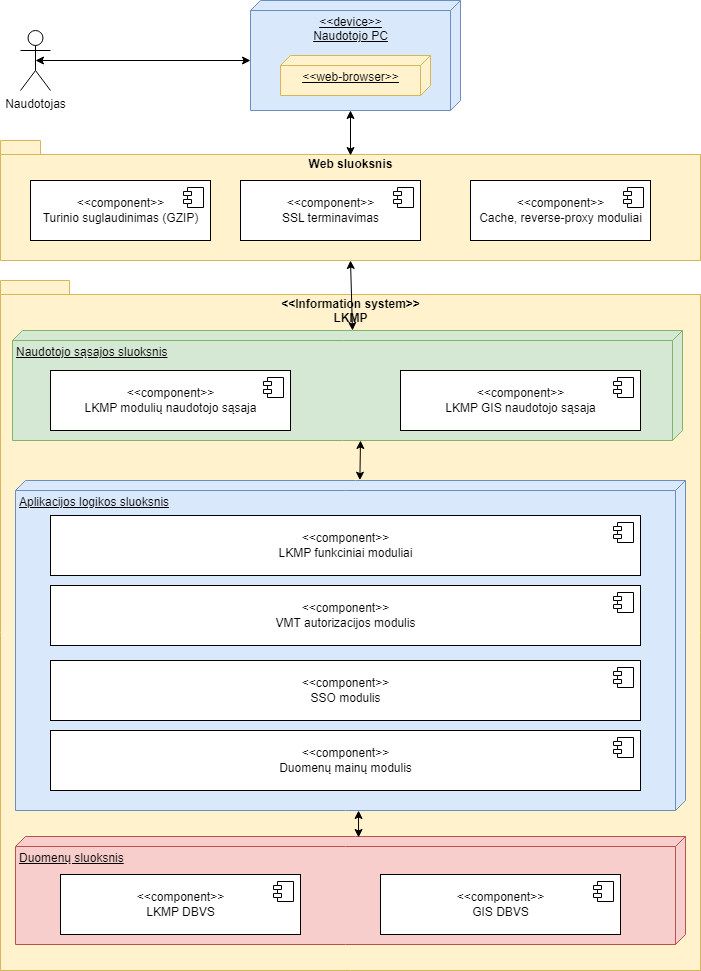 <<device>>
Naudotojo PC
<<web-browser>>
Naudotojas
Web sluoksnis
<<component>>
Turinio suglaudinimas (GZIP)
<<component>>
SSL terminavimas
<<component>>
Cache, reverse-proxy moduliai
<<Information system>>
LKMP
Naudotojo sąsajos sluoksnis
<<component>>
LKMP modulių naudotojo sąsaja
<<component>>
LKMP GIS naudotojo sąsaja
Aplikacijos logikos sluoksnis
<<component>>
LKMP funkciniai moduliai
<<component>>
VMT autorizacijos modulis
<<component>>
SSO modulis
<<component>>
Duomenų mainų modulis
Duomenų sluoksnis
<<component>>
LKMP DBVS
<<component>>
GIS DBVS